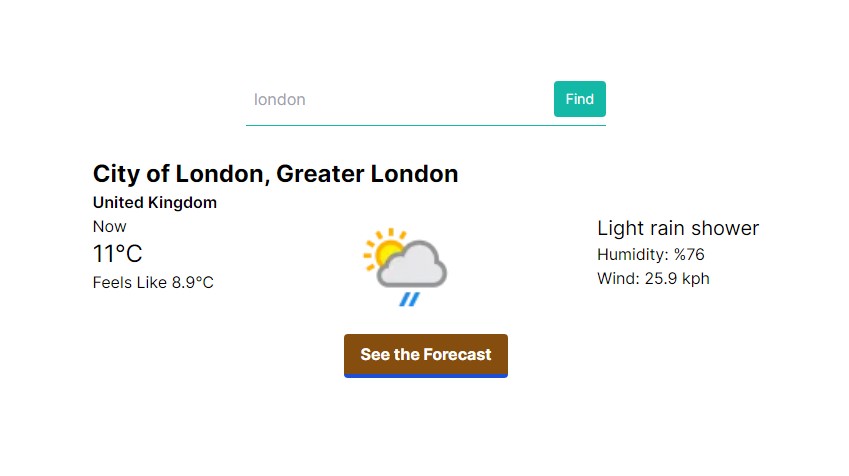 london
Find
City of London, Greater London
United Kingdom
Now
11°C
Feels Like 8.9°C
Light rain shower
Humidity: %76
Wind: 25.9 kph
See the Forecast